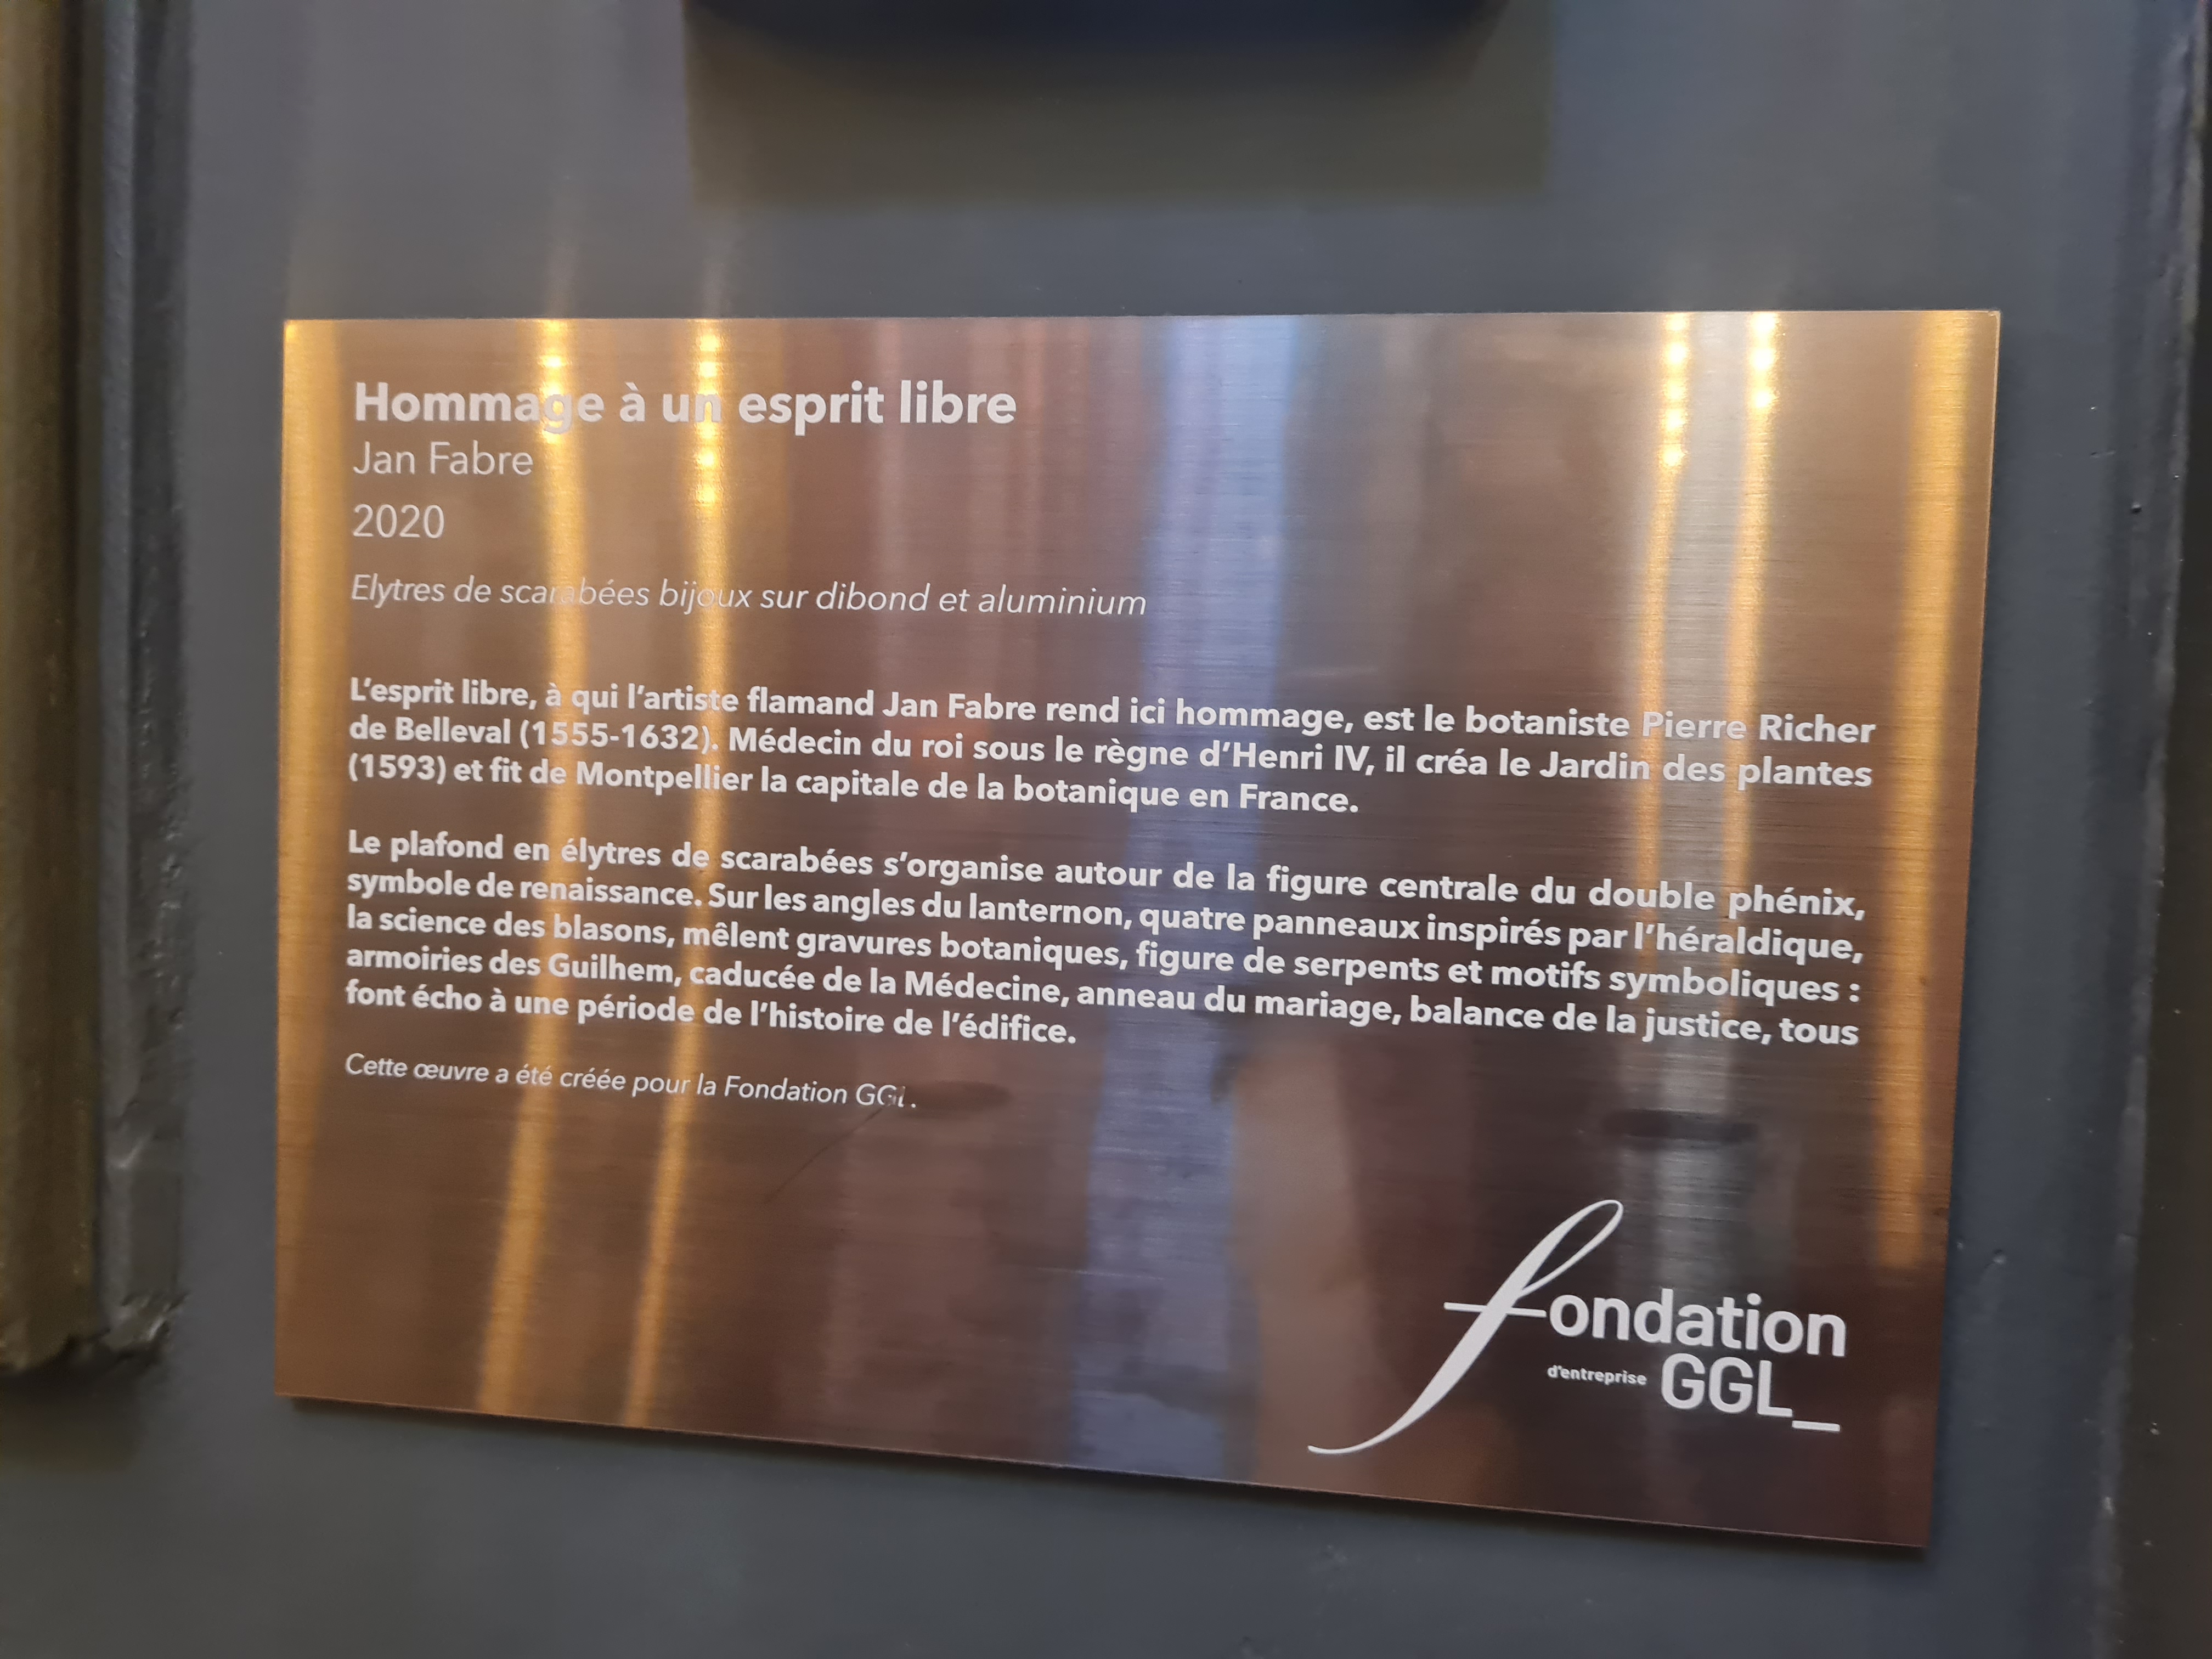 Hommage à un esprit libre
Jan Fabre
2020
Elytres de scarabées bijoux sur dibond et aluminium
L'esprit libre, à qui l'artiste flamand Jan Fabre rend ici hommage, est le botaniste Pierre Richer
de Belleval (1555-1632). Médecin du roi sous le règne d'Henri IV, il créa le Jardin des plantes
(1593) et fit de Montpellier la capitale de la botanique en France.
Le plafond en élytres de scarabées s'organise autour de la figure centrale du double phénix,
symbole de renaissance. Sur les angles du lanternon, quatre panneaux inspirés par l'héraldique,
la science des blasons, mêlent gravures botaniques, figure de serpents et motifs symboliques :
armoiries des Guilhem, caducée de la Médecine, anneau du mariage, balance de la justice, tous
font écho à une période de l'histoire de l'édifice.
Cette œuvre a été créée pour la Fondation GGL.
fondation
d'entreprise GGL_